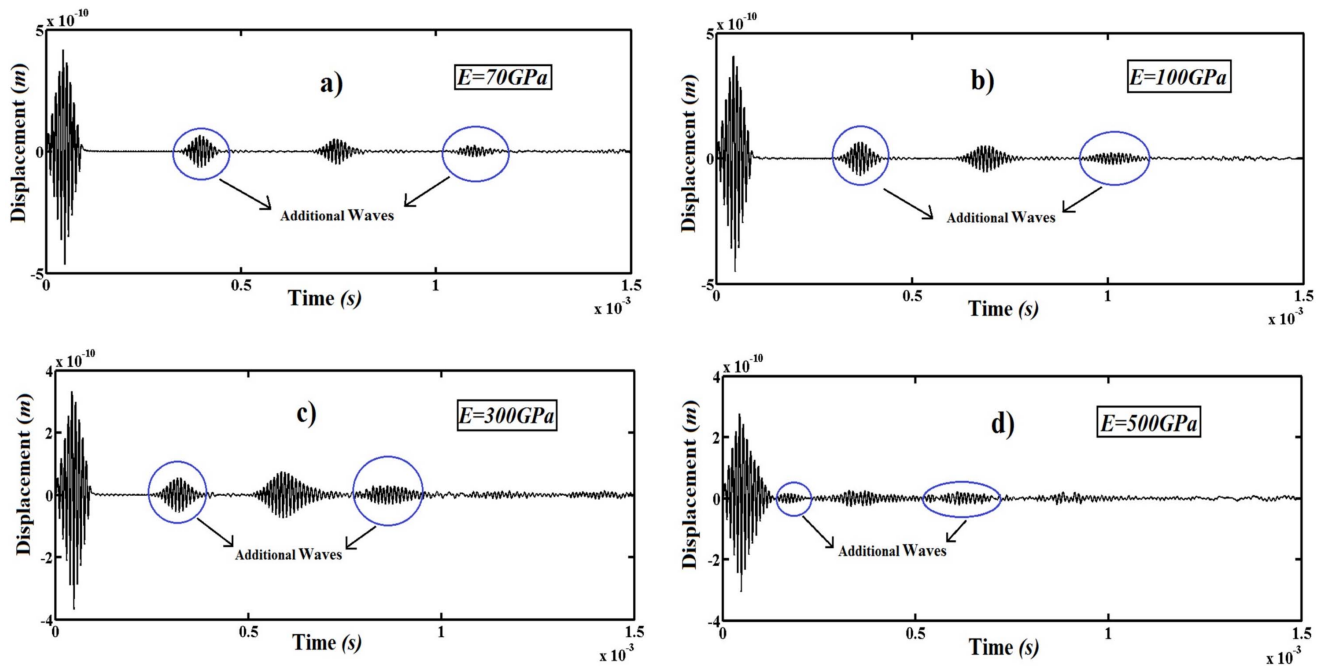 x 10⁻¹⁰
5
0
-5
Displacement (m)
a)
E=70GPa
Additional Waves
0 0.5 1 1.5
Time (s)
x 10⁻³
x 10⁻¹⁰
5
0
-5
Displacement (m)
b)
E=100GPa
Additional Waves
0 0.5 1 1.5
Time (s)
x 10⁻³
x 10⁻¹⁰
4
2
0
-2
-4
Displacement (m)
c)
E=300GPa
Additional Waves
0 0.5 1 1.5
Time (s)
x 10⁻³
x 10⁻¹⁰
4
2
0
-2
-4
Displacement (m)
d)
E=500GPa
Additional Waves
0 0.5 1 1.5
Time (s)
x 10⁻³